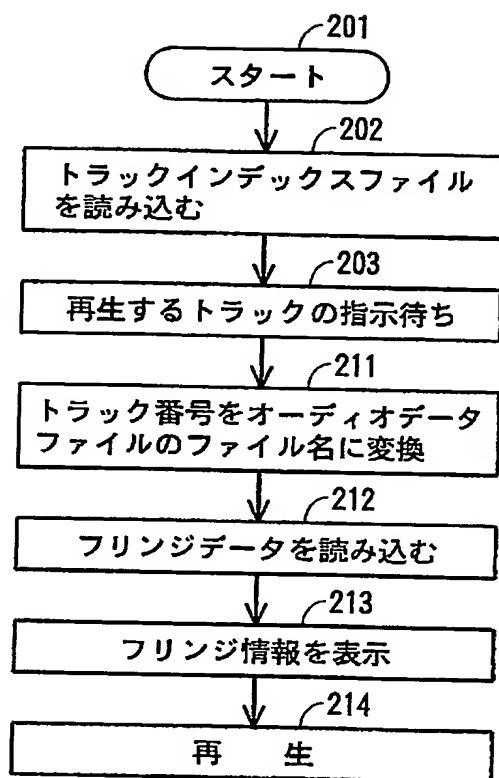 201
スタート
202
トラックインデックスファイル
を読み込む
203
再生するトラックの指示待ち
211
トラック番号をオーディオデータ
ファイルのファイル名に変換
212
フリンジデータを読み込む
213
フリンジ情報を表示
214
再 生